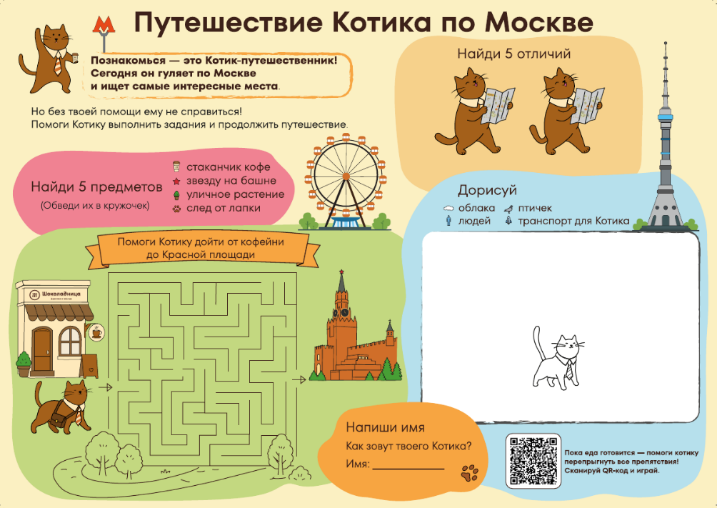 Путешествие Котика по Москве
Познакомься — это Котик-путешественник!
Сегодня он гуляет по Москве
и ищет самые интересные места.
Но без твоей помощи ему не справиться!
Помоги Котику выполнить задания и продолжить путешествие.
Найди 5 отличий
Найди 5 предметов
(Обведи их в кружочек)
стаканчик кофе
звезду на башне
уличное растение
след от лапки
Дорисуй
облака
птичек
людей
транспорт для Котика
Помоги Котику дойти от кофейни
до Красной площади
Шоколадница
Напиши имя
Как зовут твоего Котика?
Имя: ____________
Пока еда готовится — помоги котику
перепрыгнуть все препятствия!
Сканируй QR-код и играй.